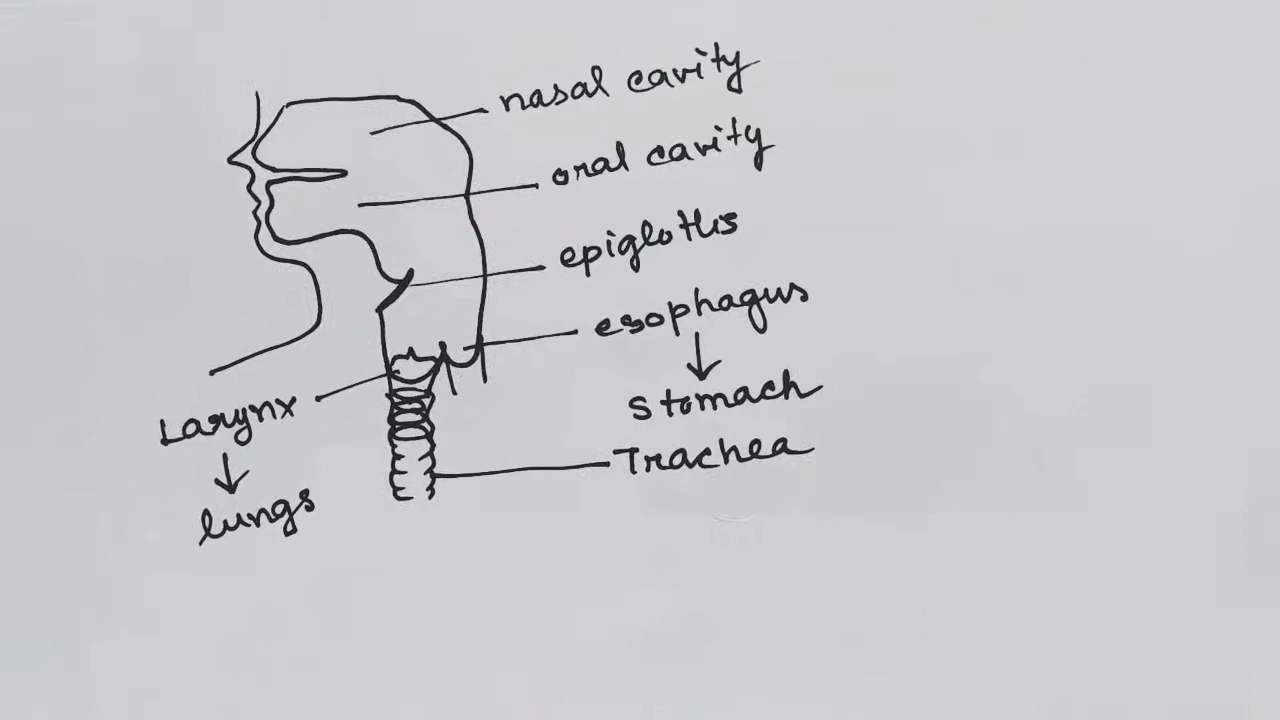 nasal cavity
oral cavity
epiglottis
esophagus
↓
Stomach
Trachea
Larynx
↓
lungs